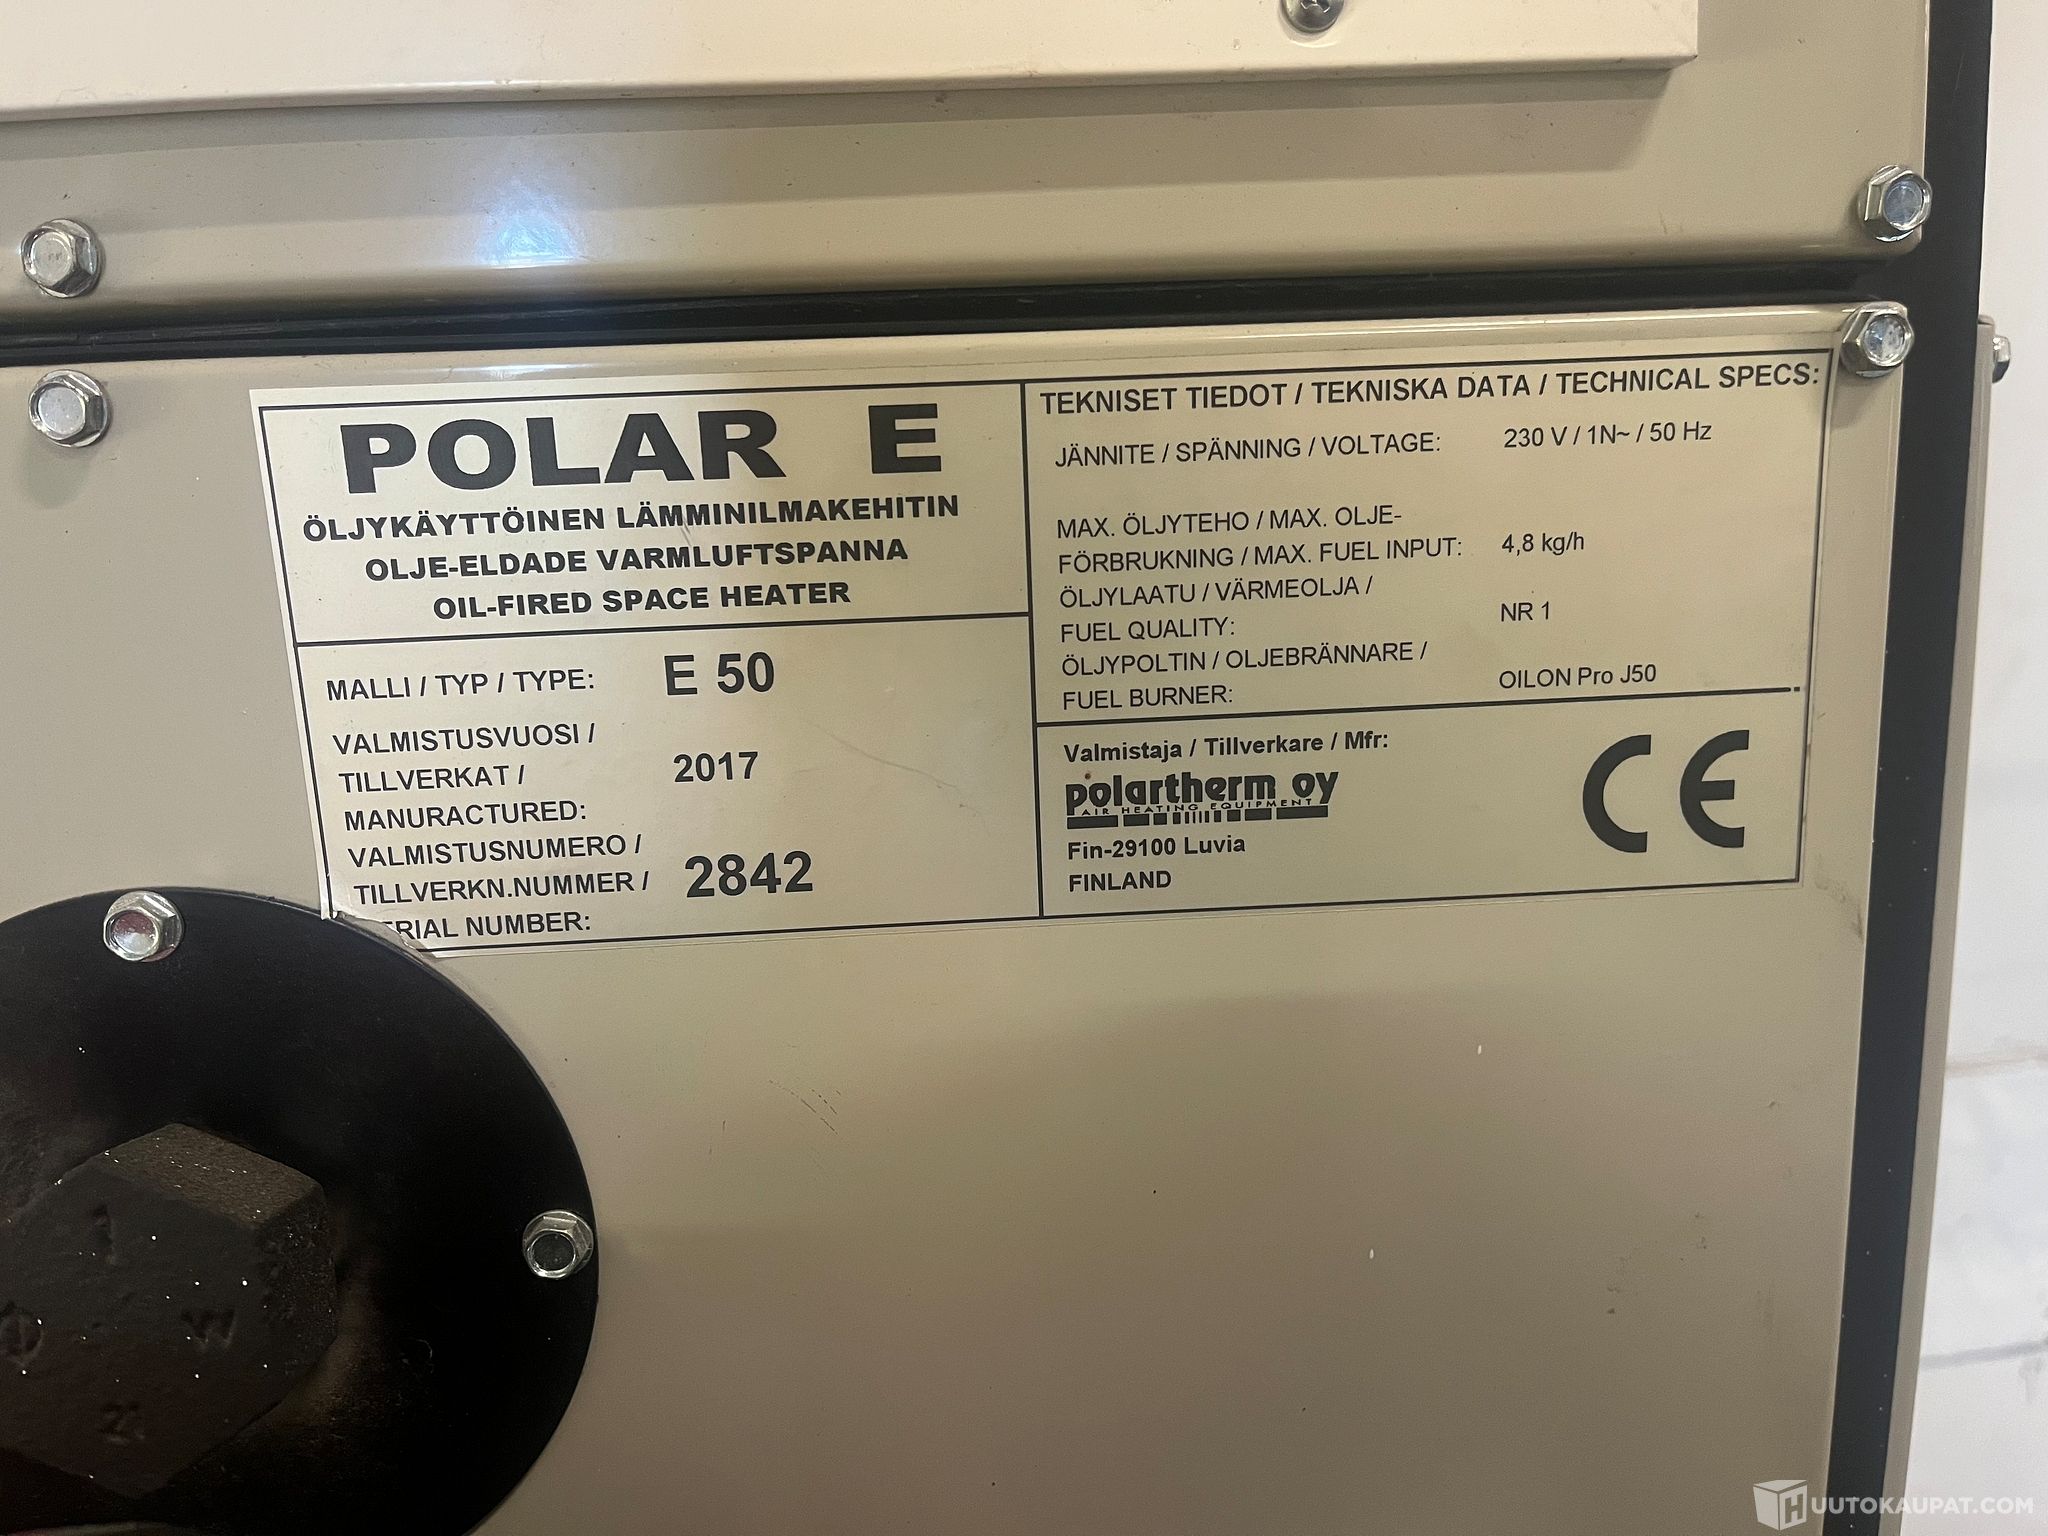 POLAR E
ÖLJYKÄYTTÖINEN LÄMMINILMAKEHITIN
OLJE-ELDADE VARMLUFTSPANNA
OIL-FIRED SPACE HEATER
MALLI / TYP / TYPE: E 50
VALMISTUSVUOSI /
TILLVERKAT / 2017
MANURACTURED:
VALMISTUSNUMERO /
TILLVERKN.NUMMER / 2842
ERIAL NUMBER:
TEKNISET TIEDOT / TEKNISKA DATA / TECHNICAL SPECS:
JÄNNITE / SPÄNNING / VOLTAGE: 230 V / 1N~ / 50 Hz
MAX. ÖLJYTEHO / MAX. OLJE-
FÖRBRUKNING / MAX. FUEL INPUT: 4,8 kg/h
ÖLJYLAATU / VÄRMEOLJA /
FUEL QUALITY: NR 1
ÖLJYPOLTIN / OLJEBRÄNNARE /
FUEL BURNER: OILON Pro J50
Valmistaja / Tillverkare / Mfr:
polartherm oy
AIR HEATING EQUIPMENT
Fin-29100 Luvia
FINLAND
CE
W
HUUTOKAUPAT.COM